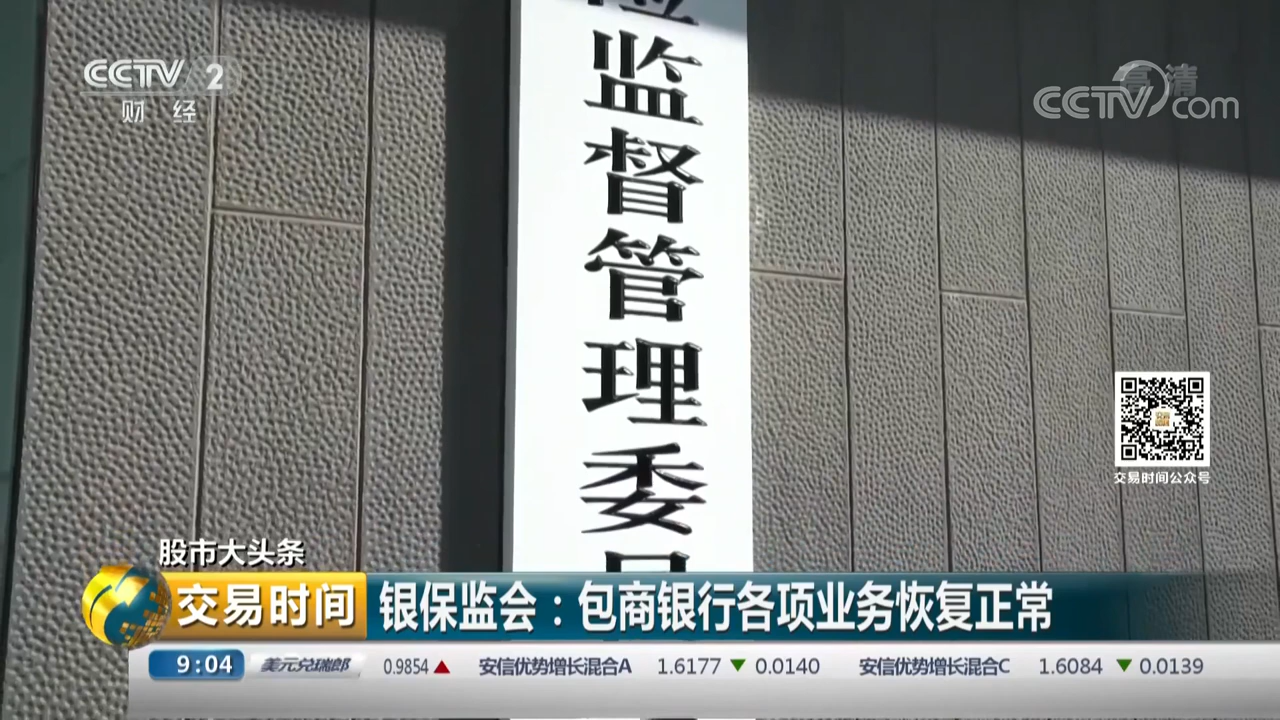 CCTV 2
财经
高清
CCTV.com
监督管理委
交易时间公众号
股市大头条
交易时间
银保监会：包商银行各项业务恢复正常
9:04 美元兑瑞郎 0.9854 ▲ 安信优势增长混合A 1.6177 ▼ 0.0140 安信优势增长混合C 1.6084 ▼ 0.0139